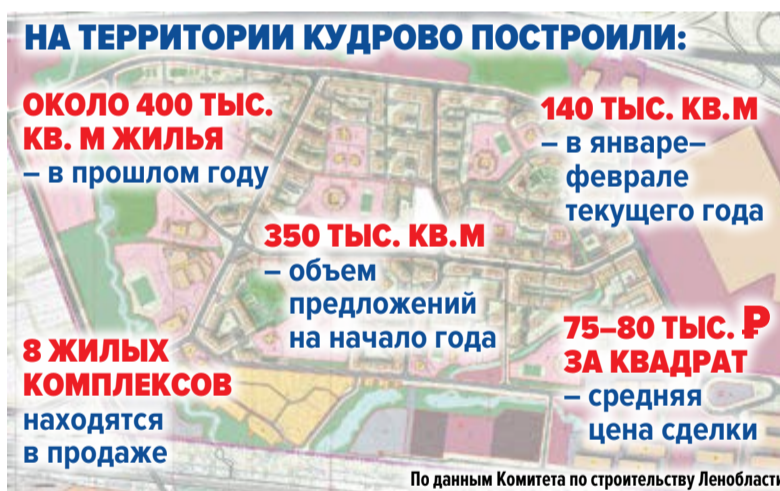 НА ТЕРРИТОРИИ КУДРОВО ПОСТРОИЛИ:
ОКОЛО 400 ТЫС.
КВ. М ЖИЛЬЯ
– в прошлом году
140 ТЫС. КВ.М
– в январе–
феврале
текущего года
350 ТЫС. КВ.М
– объем
предложений
на начало года
8 ЖИЛЫХ
КОМПЛЕКСОВ
находятся
в продаже
75–80 ТЫС. ₽
ЗА КВАДРАТ
– средняя
цена сделки
По данным Комитета по строительству Ленобласт